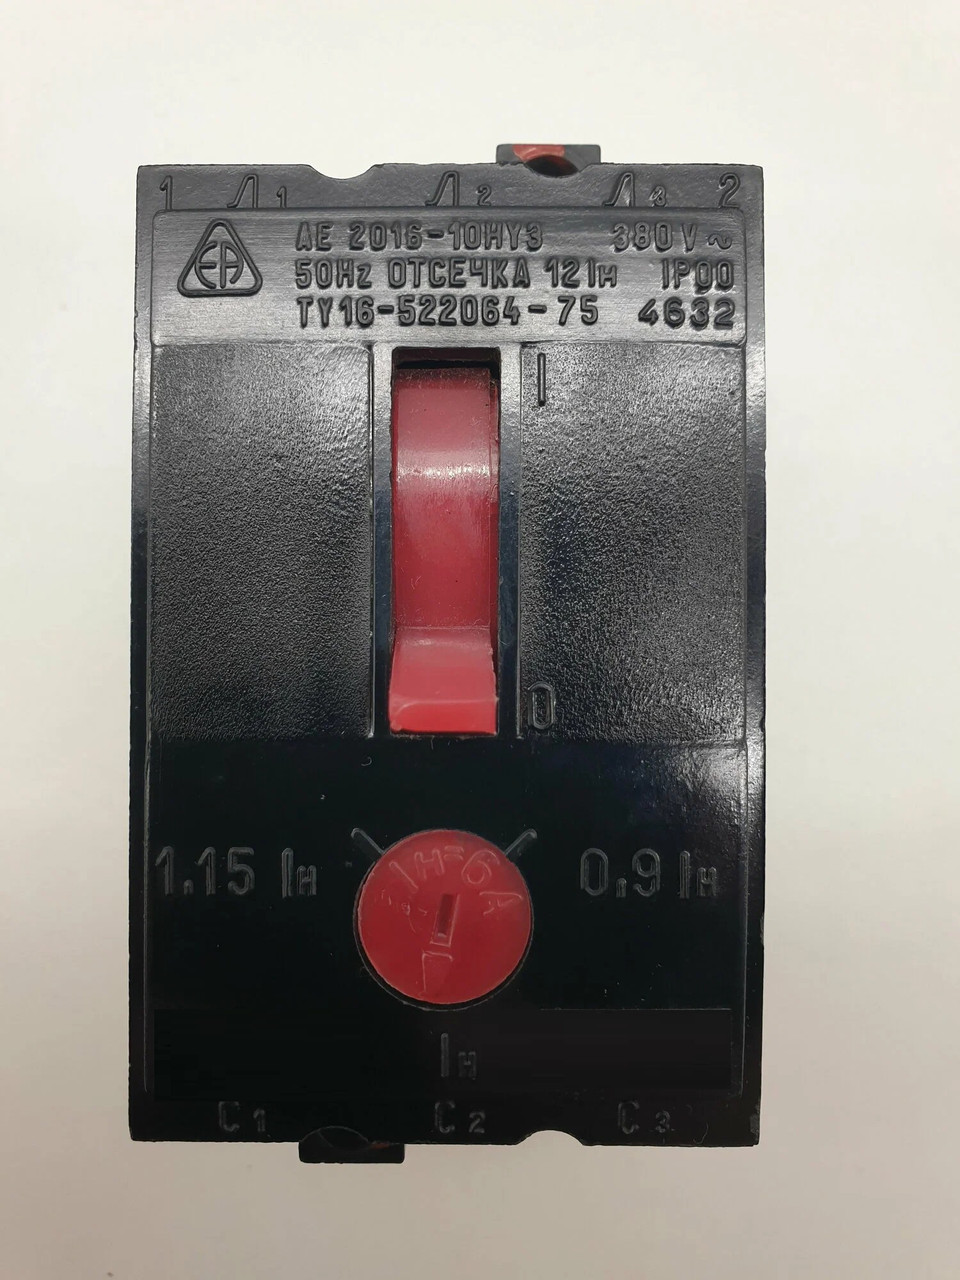 1 Л1 Л2 Л3 2
ЕА АЕ 2016-10НУ3 380V~
50Hz ОТСЕЧКА 12Iн IP00
ТУ16-522064-75 4632
I
0
1.15 Iн Iн=6А 0.9 Iн
Iн
С1 С2 С3